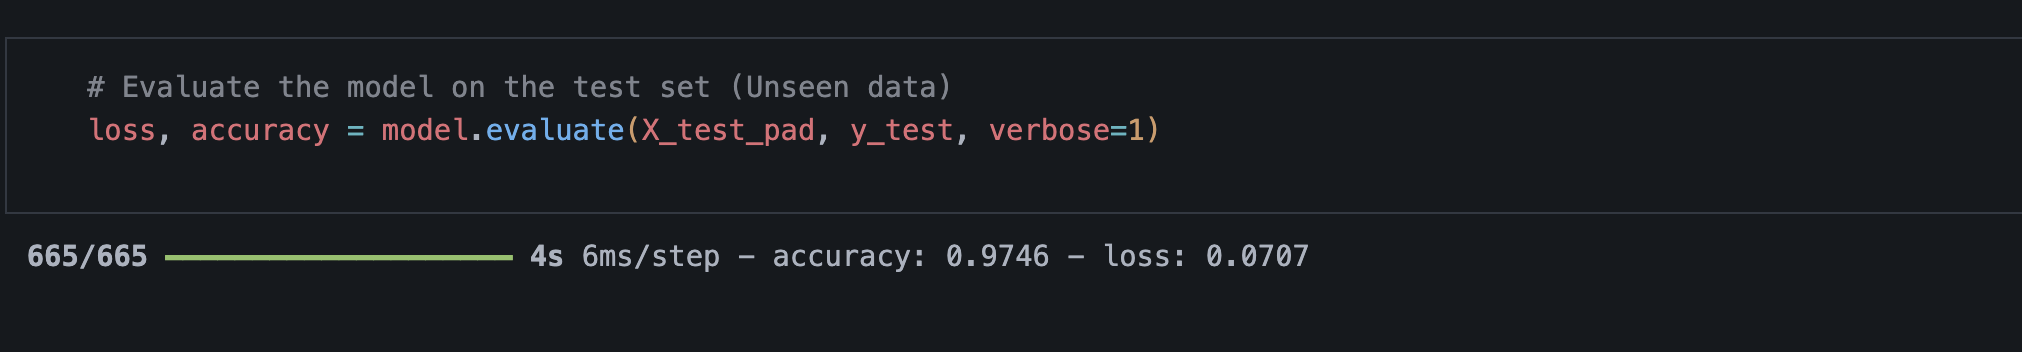 # Evaluate the model on the test set (Unseen data)
loss, accuracy = model.evaluate(X_test_pad, y_test, verbose=1)
665/665 ━━━━━━━━━━━━━━━━━━━━ 4s 6ms/step – accuracy: 0.9746 – loss: 0.0707